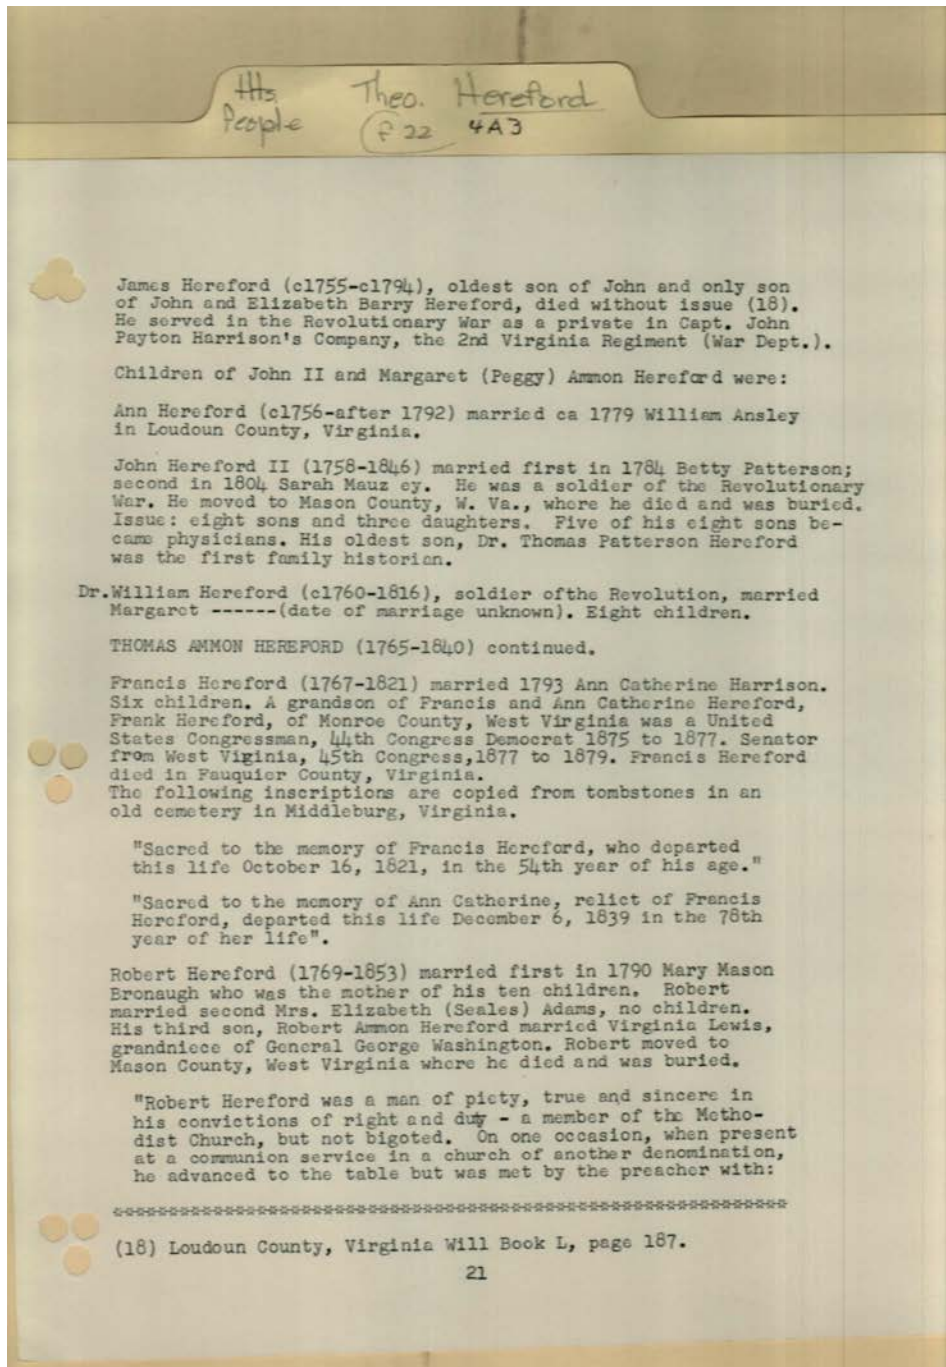 Hts. Theo. Hereford
People f 22 4A3
James Hereford (c1755-c1794), oldest son of John and only son
of John and Elizabeth Barry Hereford, died without issue (18).
He served in the Revolutionary War as a private in Capt. John
Payton Harrison's Company, the 2nd Virginia Regiment (War Dept.).
Children of John II and Margaret (Peggy) Ammon Hereford were:
Ann Hereford (c1756-after 1792) married ca 1779 William Ansley
in Loudoun County, Virginia.
John Hereford II (1758-1846) married first in 1784 Betty Patterson;
second in 1804 Sarah Mauz ey. He was a soldier of the Revolutionary
War. He moved to Mason County, W. Va., where he died and was buried.
Issue: eight sons and three daughters. Five of his eight sons be-
came physicians. His oldest son, Dr. Thomas Patterson Hereford
was the first family historian.
Dr.William Hereford (c1760-1816), soldier ofthe Revolution, married
Margaret ------(date of marriage unknown). Eight children.
THOMAS AMMON HEREFORD (1765-1840) continued.
Francis Hereford (1767-1821) married 1793 Ann Catherine Harrison.
Six children. A grandson of Francis and Ann Catherine Hereford,
Frank Hereford, of Monroe County, West Virginia was a United
States Congressman, 44th Congress Democrat 1875 to 1877. Senator
from West Viginia, 45th Congress,1877 to 1879. Francis Hereford
died in Fauquier County, Virginia.
The following inscriptions are copied from tombstones in an
old cemetery in Middleburg, Virginia.
"Sacred to the memory of Francis Hereford, who departed
this life October 16, 1821, in the 54th year of his age."
"Sacred to the memory of Ann Catherine, relict of Francis
Hereford, departed this life December 6, 1839 in the 78th
year of her life".
Robert Hereford (1769-1853) married first in 1790 Mary Mason
Bronaugh who was the mother of his ten children. Robert
married second Mrs. Elizabeth (Seales) Adams, no children.
His third son, Robert Ammon Hereford married Virginia Lewis,
grandniece of General George Washington. Robert moved to
Mason County, West Virginia where he died and was buried.
"Robert Hereford was a man of piety, true and sincere in
his convictions of right and duy - a member of the Metho-
dist Church, but not bigoted. On one occasion, when present
at a communion service in a church of another denomination,
he advanced to the table but was met by the preacher with:
(18) Loudoun County, Virginia Will Book L, page 187.
21